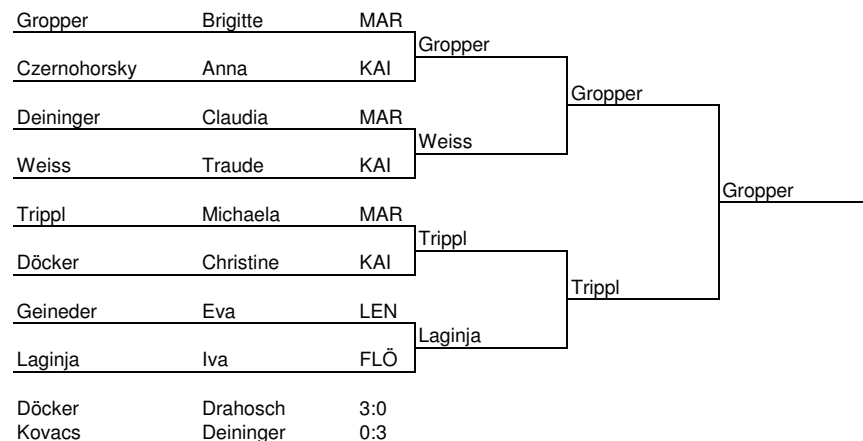 Gropper Brigitte MAR
Gropper
Czernohorsky Anna KAI
Gropper
Deininger Claudia MAR
Weiss
Weiss Traude KAI
Gropper
Trippl Michaela MAR
Trippl
Döcker Christine KAI
Trippl
Geineder Eva LEN
Laginja
Laginja Iva FLÖ
Döcker Drahosch 3:0
Kovacs Deininger 0:3